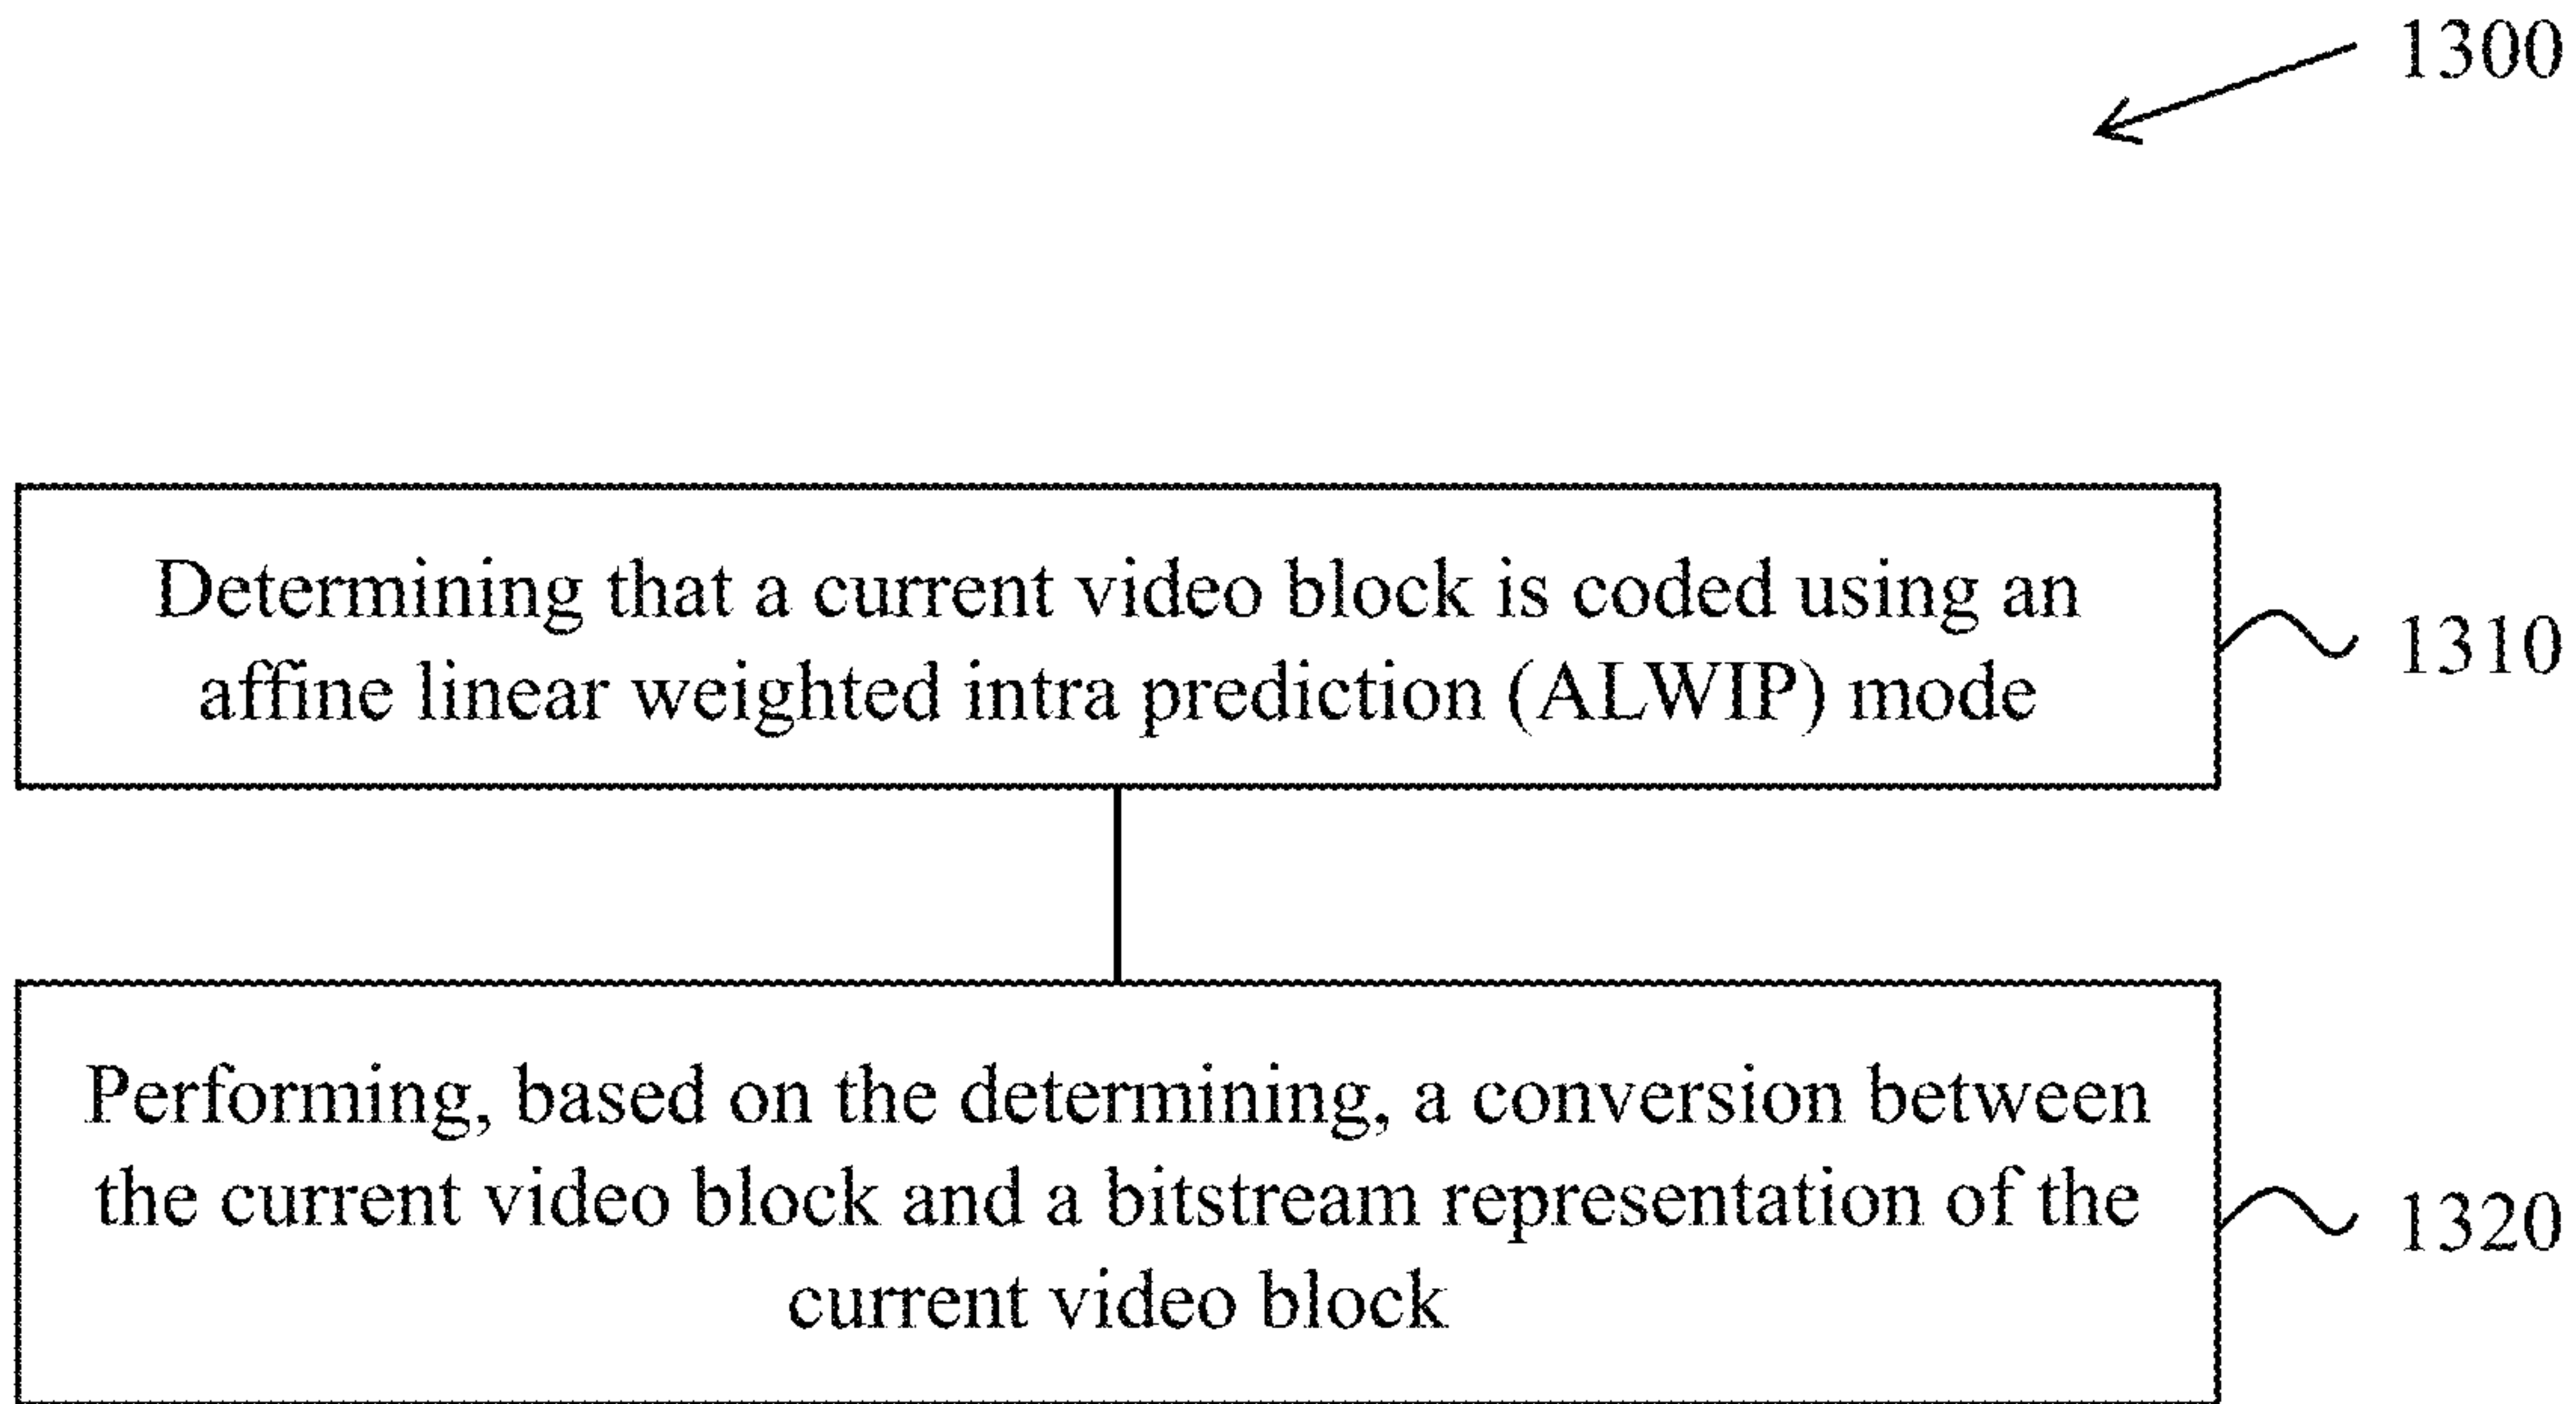 1300
Determining that a current video block is coded using an
affine linear weighted intra prediction (ALWIP) mode
1310
Performing, based on the determining, a conversion between
the current video block and a bitstream representation of the
current video block
1320